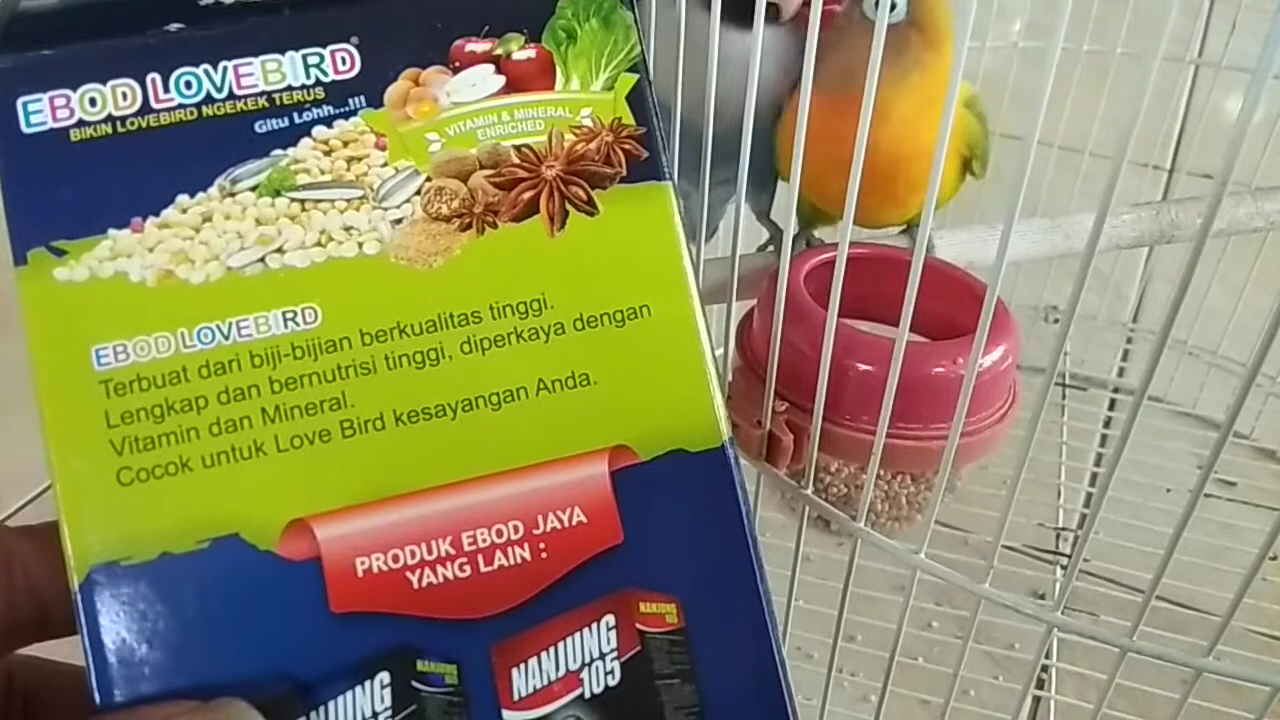 EBOD LOVEBIRD
BIKIN LOVEBIRD NGEKEK TERUS
Gitu Lohh...!!!
VITAMIN & MINERAL
ENRICHED
EBOD LOVEBIRD
Terbuat dari biji-bijian berkualitas tinggi.
Lengkap dan bernutrisi tinggi, diperkaya dengan
Vitamin dan Mineral.
Cocok untuk Love Bird kesayangan Anda.
PRODUK EBOD JAYA
YANG LAIN :
NANJUNG
105
NANJUNG
105